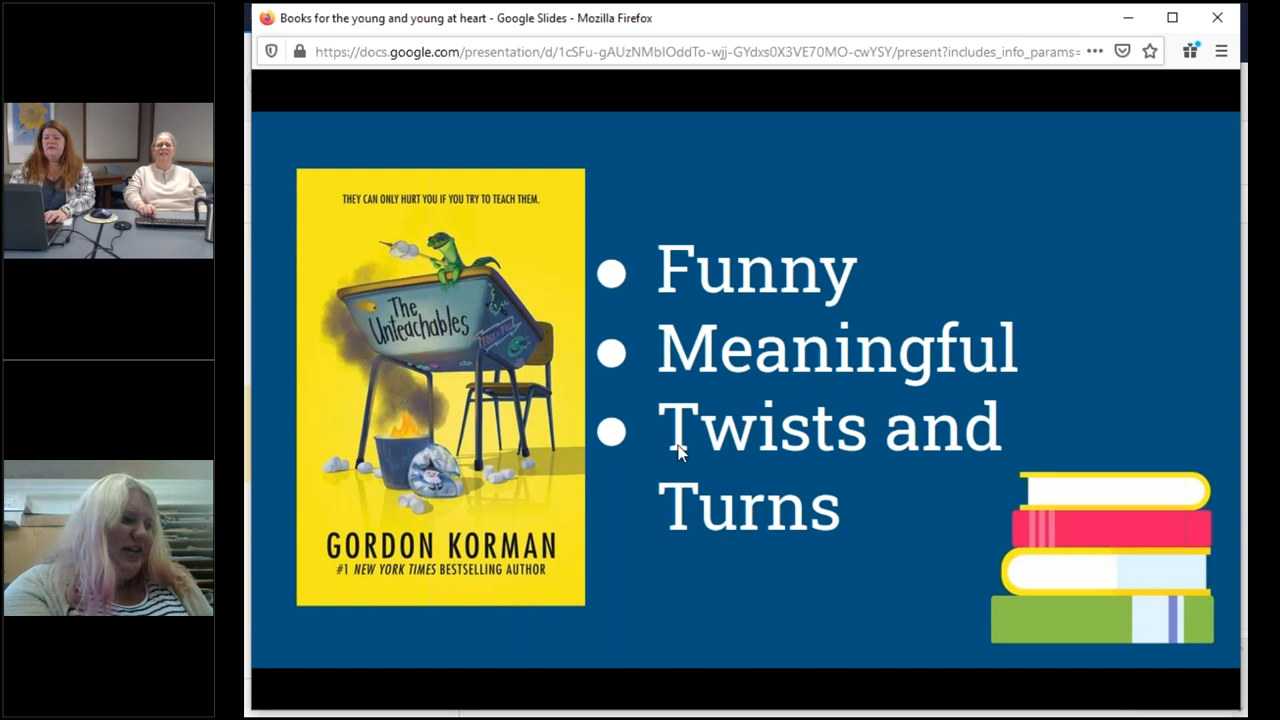 Books for the young and young at heart - Google Slides - Mozilla Firefox
https://docs.google.com/presentation/d/1cSFu-gAUzNMbIOddTo-wjj-GYdxs0X3VE70MO-cwYSY/present?includes_info_params=
THEY CAN ONLY HURT YOU IF YOU TRY TO TEACH THEM.
The
Unteachables
GORDON KORMAN
#1 NEW YORK TIMES BESTSELLING AUTHOR
● Funny
● Meaningful
● Twists and
Turns